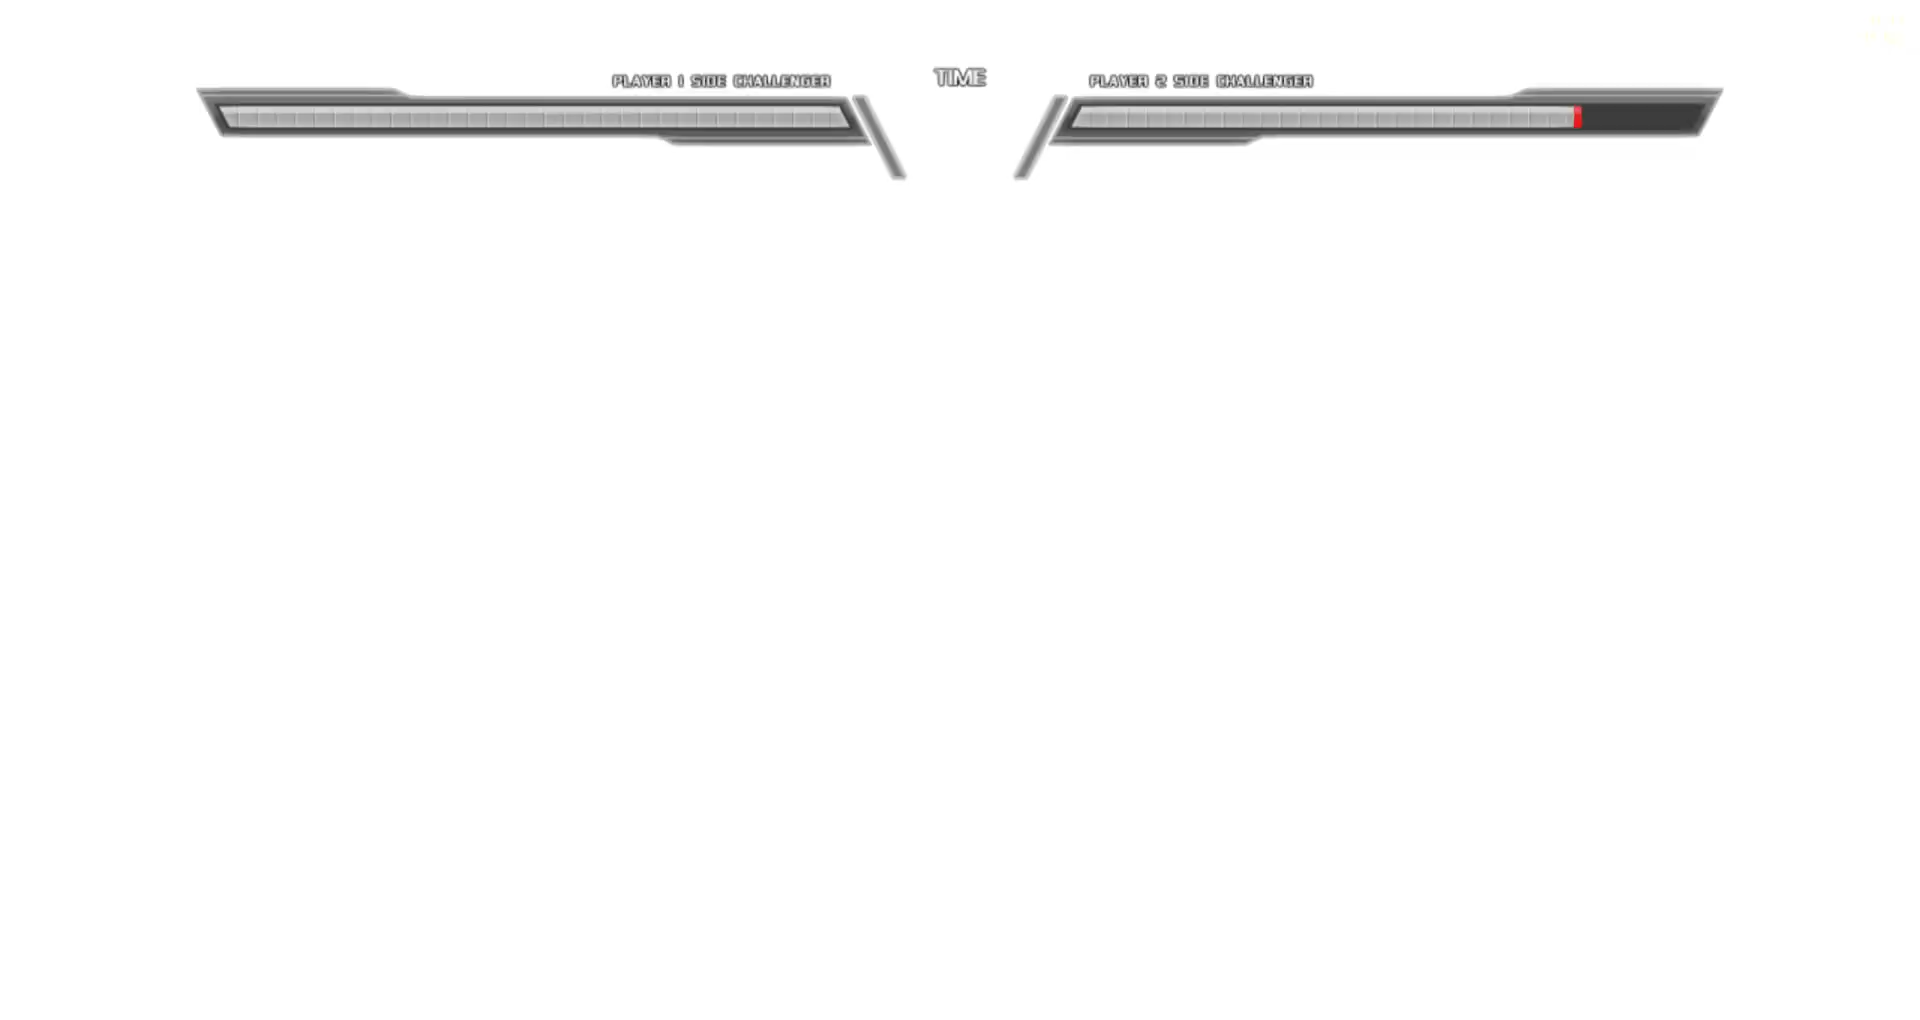 PLAYER 1 SIDE CHALLENGER
TIME
PLAYER 2 SIDE CHALLENGER